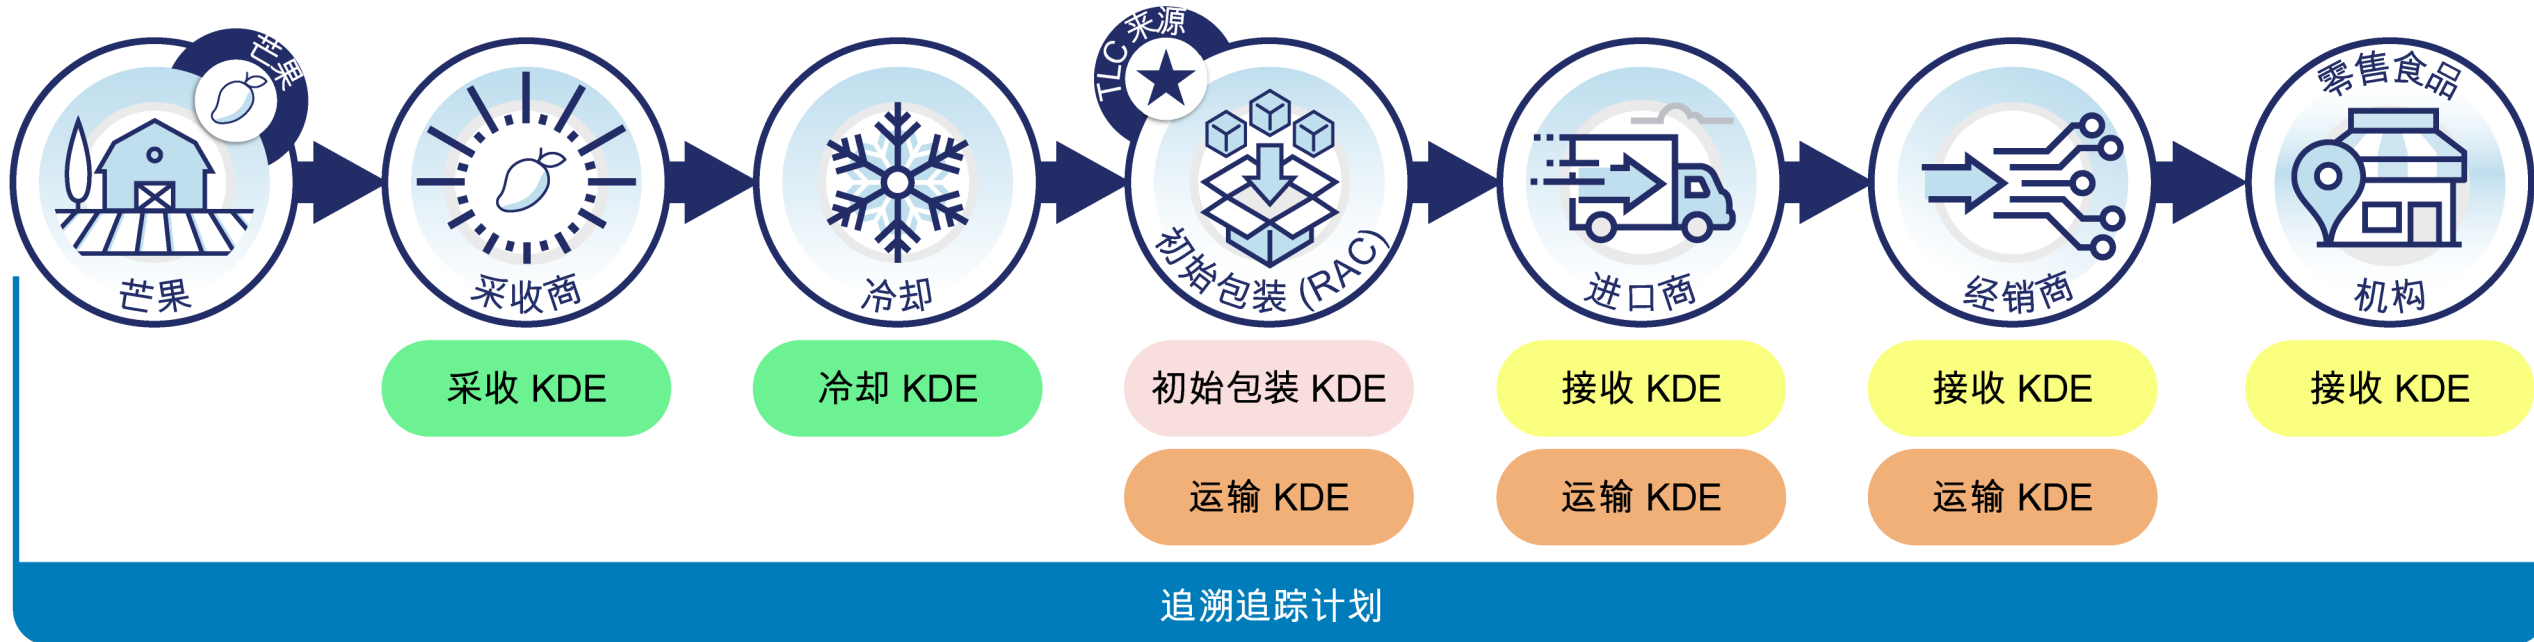 芒果
芒果
采收商
冷却
TLC 来源
初始包装 (RAC)
进口商
经销商
零售食品
机构
采收 KDE
冷却 KDE
初始包装 KDE
接收 KDE
接收 KDE
接收 KDE
运输 KDE
运输 KDE
运输 KDE
追溯追踪计划